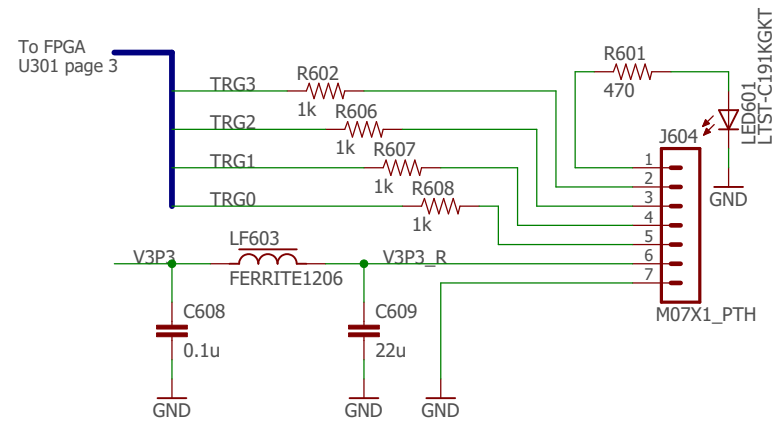 To FPGA
U301 page 3
TRG3
R602
1k
TRG2
R606
1k
TRG1
R607
1k
TRG0
R608
1k
R601
470
LED601
LTST-C191KGKT
GND
J604
1
2
3
4
5
6
7
M07X1_PTH
V3P3
LF603
FERRITE1206
V3P3_R
C608
0.1u
GND
C609
22u
GND
GND